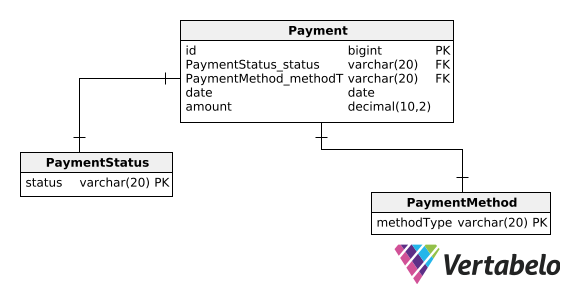 Payment
id bigint PK
PaymentStatus_status varchar(20) FK
PaymentMethod_methodT varchar(20) FK
date date
amount decimal(10,2)
PaymentStatus
status varchar(20) PK
PaymentMethod
methodType varchar(20) PK
Vertabelo